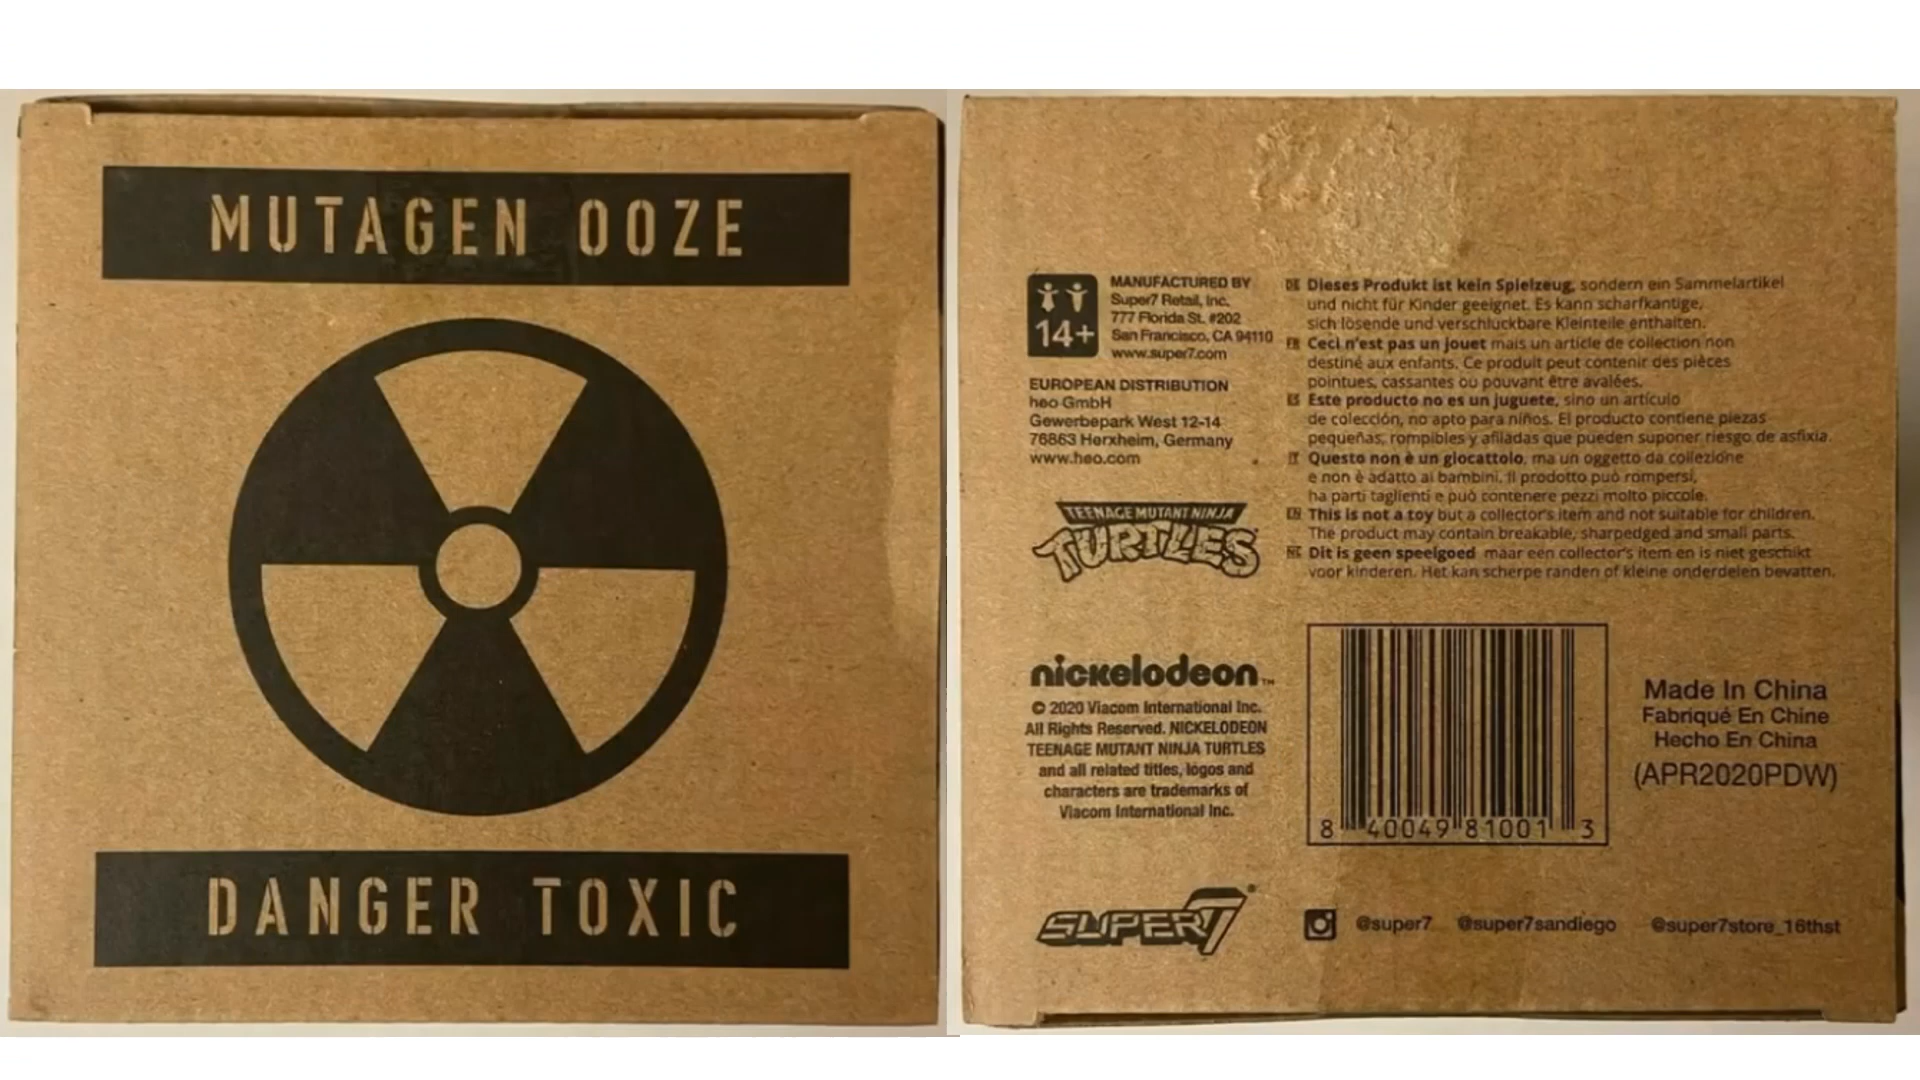 MUTAGEN OOZE
DANGER TOXIC
14+
MANUFACTURED BY
Super7 Retail, Inc.
777 Florida St. #202
San Francisco, CA 94110
www.super7.com
EUROPEAN DISTRIBUTION
heo GmbH
Gewerbepark West 12-14
76863 Herxheim, Germany
www.heo.com
TEENAGE MUTANT NINJA
TURTLES
nickelodeon™
© 2020 Viacom International Inc.
All Rights Reserved. NICKELODEON
TEENAGE MUTANT NINJA TURTLES
and all related titles, logos and
characters are trademarks of
Viacom International Inc.
SUPER7®
DE Dieses Produkt ist kein Spielzeug, sondern ein Sammelartikel
und nicht für Kinder geeignet. Es kann scharfkantige,
sich lösende und verschluckbare Kleinteile enthalten.
FR Ceci n'est pas un jouet mais un article de collection non
destiné aux enfants. Ce produit peut contenir des pièces
pointues, cassantes ou pouvant être avalées.
ES Este producto no es un juguete, sino un artículo
de colección, no apto para niños. El producto contiene piezas
pequeñas, rompibles y afiladas que pueden suponer riesgo de asfixia.
IT Questo non è un giocattolo, ma un oggetto da collezione
e non è adatto ai bambini. Il prodotto può rompersi,
ha parti taglienti e può contenere pezzi molto piccole.
EN This is not a toy but a collector's item and not suitable for children.
The product may contain breakable, sharpedged and small parts.
Dit is geen speelgoed maar een collector's item en is niet geschikt
voor kinderen. Het kan scherpe randen of kleine onderdelen bevatten.
8 40049 81001 3
Made In China
Fabriqué En Chine
Hecho En China
(APR2020PDW)
@super7 @super7sandiego @super7store_16thst